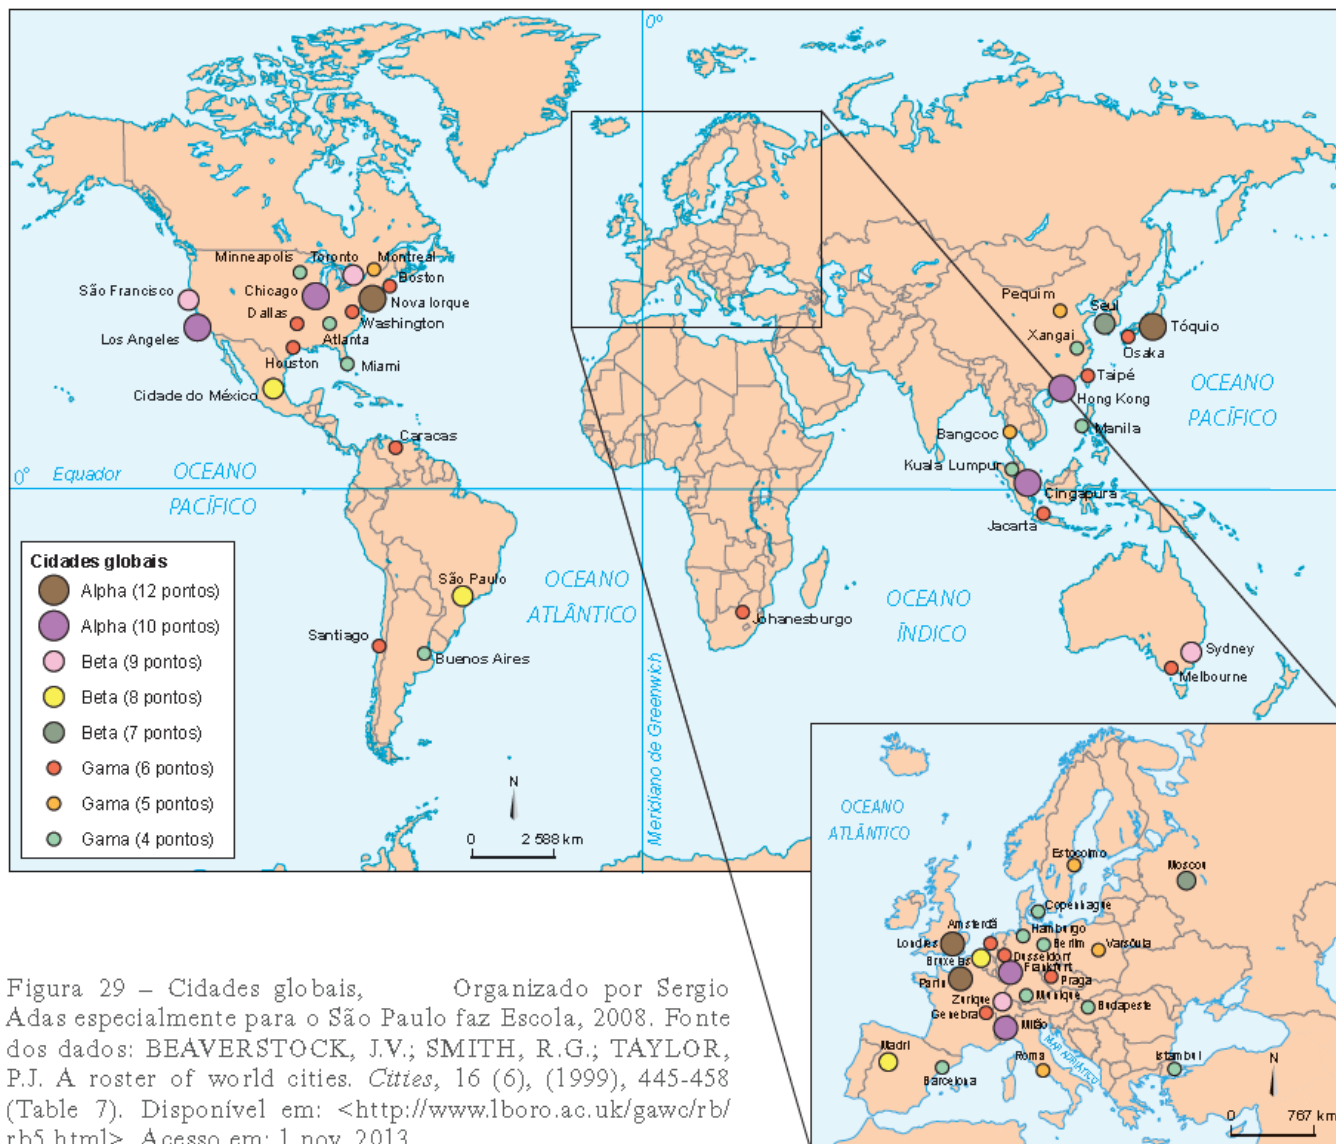 0º
Minneapolis
Toronto
Montreal
Boston
São Francisco
Chicago
Nova Iorque
Dallas
Washington
Los Angeles
Atlanta
Houston
Miami
Cidade do México
Caracas
Pequim
Seul
Xangai
Tóquio
Osaka
Taipé
Hong Kong
OCEANO
PACÍFICO
Bangcoc
Manila
Kuala Lumpur
Cingapura
Jacarta
0º Equador
OCEANO
PACÍFICO
São Paulo
Santiago
Buenos Aires
OCEANO
ATLÂNTICO
Johanesburgo
OCEANO
ÍNDICO
Sydney
Melbourne
Meridiano de Greenwich
Cidades globais
Alpha (12 pontos)
Alpha (10 pontos)
Beta (9 pontos)
Beta (8 pontos)
Beta (7 pontos)
Gama (6 pontos)
Gama (5 pontos)
Gama (4 pontos)
N
0 2 588 km
OCEANO
ATLÂNTICO
Estocolmo
Moscou
Copenhague
Amsterdã
Hamburgo
Londres
Berlim
Varsóvia
Bruxelas
Dusseldorf
Frankfurt
Paris
Praga
Zurique
Munique
Budapeste
Genebra
Milão
Madri
Roma
MAR ADRIÁTICO
Istambul
Barcelona
N
0 767 km
Figura 29 – Cidades globais, Organizado por Sergio
Adas especialmente para o São Paulo faz Escola, 2008. Fonte
dos dados: BEAVERSTOCK, J.V.; SMITH, R.G.; TAYLOR,
P.J. A roster of world cities. Cities, 16 (6), (1999), 445-458
(Table 7). Disponível em: <http://www.lboro.ac.uk/gawc/rb/
rb5.html>. Acesso em: 1 nov. 2013.